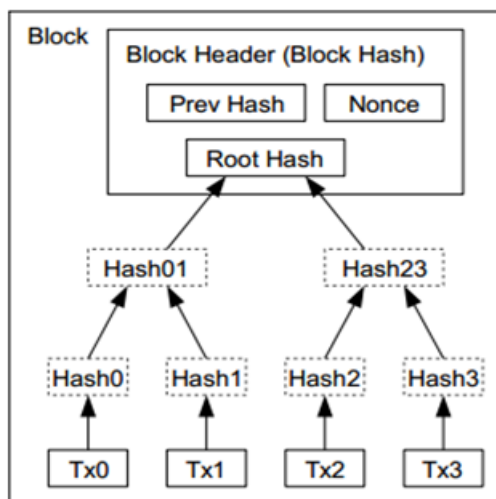 Block
Block Header (Block Hash)
Prev Hash Nonce
Root Hash
Hash01 Hash23
Hash0 Hash1 Hash2 Hash3
Tx0 Tx1 Tx2 Tx3